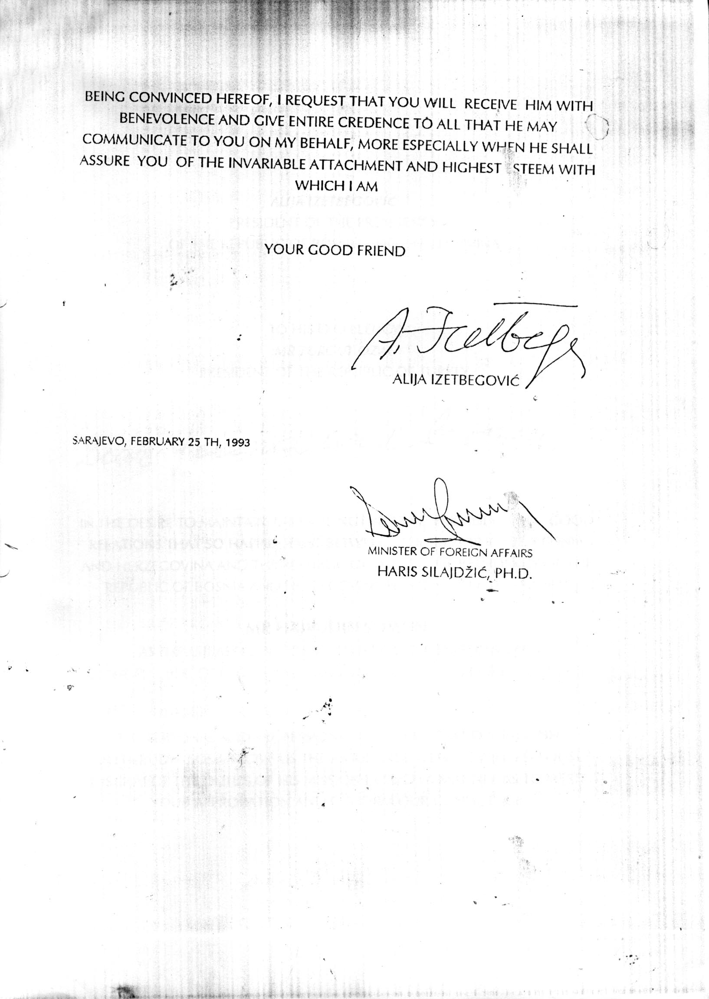 BEING CONVINCED HEREOF, I REQUEST THAT YOU WILL RECEIVE HIM WITH
BENEVOLENCE AND GIVE ENTIRE CREDENCE TO ALL THAT HE MAY
COMMUNICATE TO YOU ON MY BEHALF, MORE ESPECIALLY WHEN HE SHALL
ASSURE YOU OF THE INVARIABLE ATTACHMENT AND HIGHEST STEEM WITH
WHICH I AM
YOUR GOOD FRIEND
ALIJA IZETBEGOVIĆ
SARAJEVO, FEBRUARY 25 TH, 1993
MINISTER OF FOREIGN AFFAIRS
HARIS SILAJDŽIĆ, PH.D.